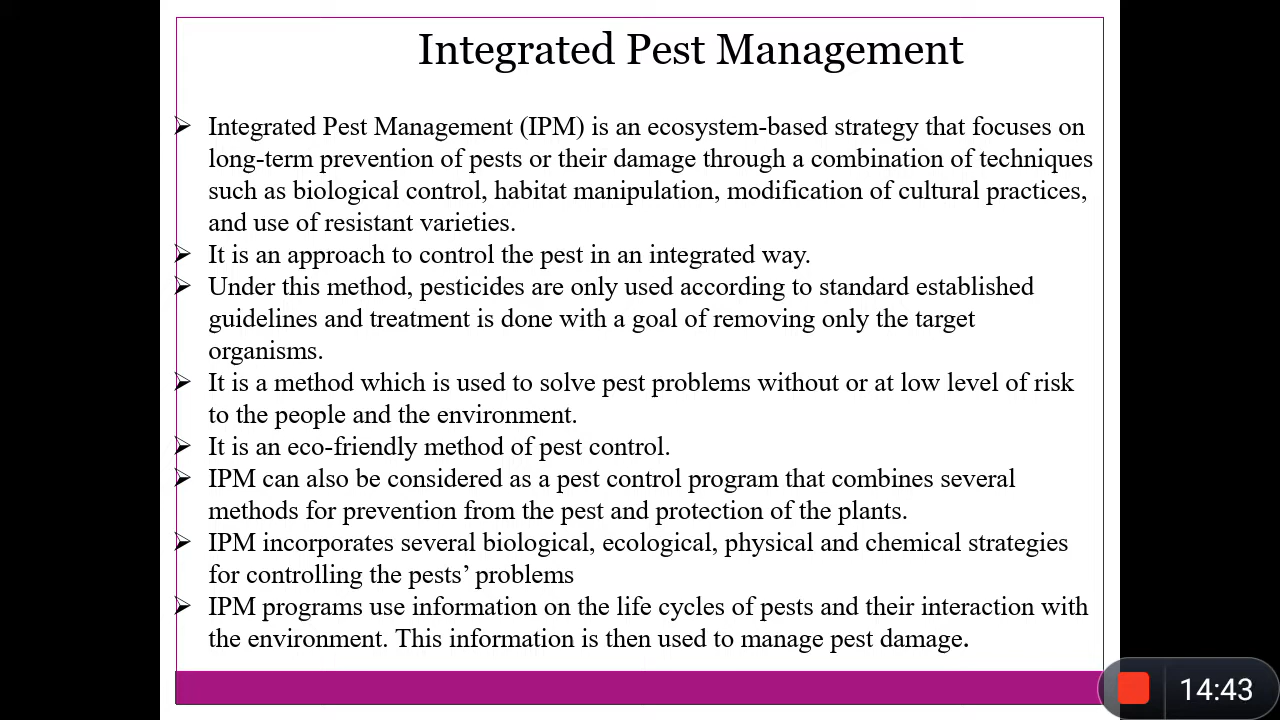 Integrated Pest Management
➢ Integrated Pest Management (IPM) is an ecosystem-based strategy that focuses on
long-term prevention of pests or their damage through a combination of techniques
such as biological control, habitat manipulation, modification of cultural practices,
and use of resistant varieties.
➢ It is an approach to control the pest in an integrated way.
➢ Under this method, pesticides are only used according to standard established
guidelines and treatment is done with a goal of removing only the target
organisms.
➢ It is a method which is used to solve pest problems without or at low level of risk
to the people and the environment.
➢ It is an eco-friendly method of pest control.
➢ IPM can also be considered as a pest control program that combines several
methods for prevention from the pest and protection of the plants.
➢ IPM incorporates several biological, ecological, physical and chemical strategies
for controlling the pests’ problems
➢ IPM programs use information on the life cycles of pests and their interaction with
the environment. This information is then used to manage pest damage.
14:43